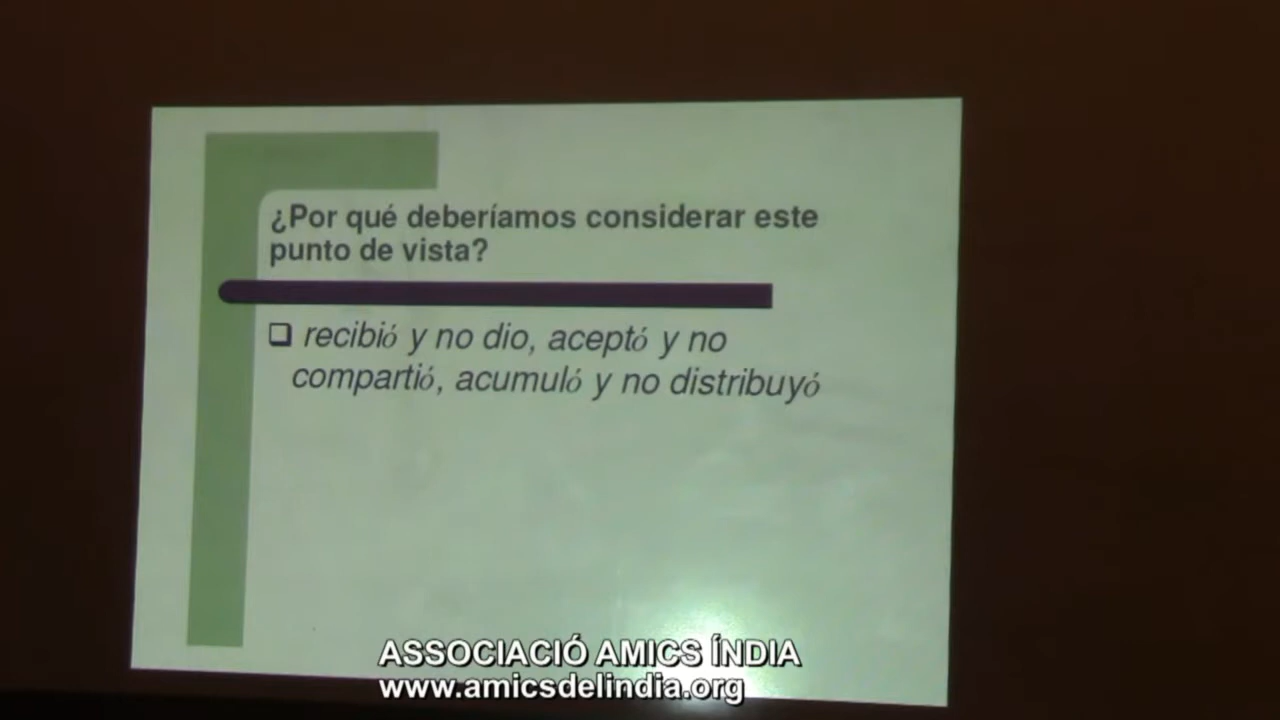 ¿Por qué deberíamos considerar este
punto de vista?
❑ recibió y no dio, aceptó y no
compartió, acumuló y no distribuyó
ASSOCIACIÓ AMICS ÍNDIA
www.amicsdelindia.org